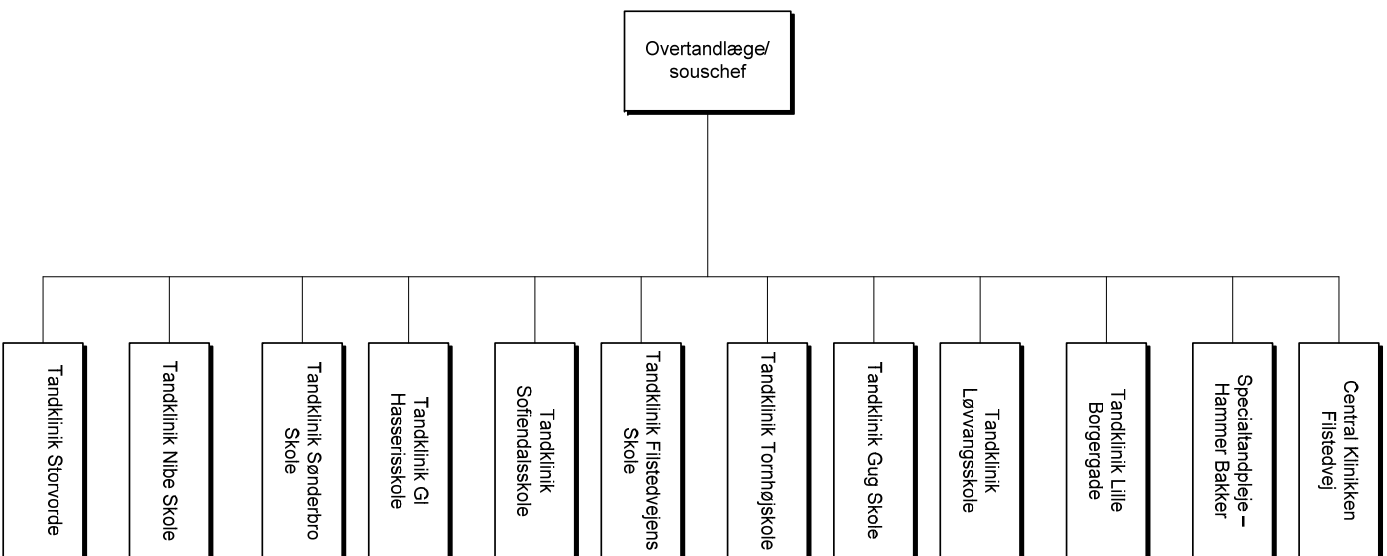 Overtandlæge/
souschef
Tandklinik Storvorde
Tandklinik Nibe Skole
Tandklinik Sønderbro
Skole
Tandklinik Gl
Hasserisskole
Tandklinik
Sofiendalsskole
Tandklinik Filstedvejens
Skole
Tandklinik Tornhøjskole
Tandklinik Gug Skole
Tandklinik
Løvvangsskole
Tandklinik Lille
Borgergade
Specialtandpleje –
Hammer Bakker
Central Klinikken
Filstedvej